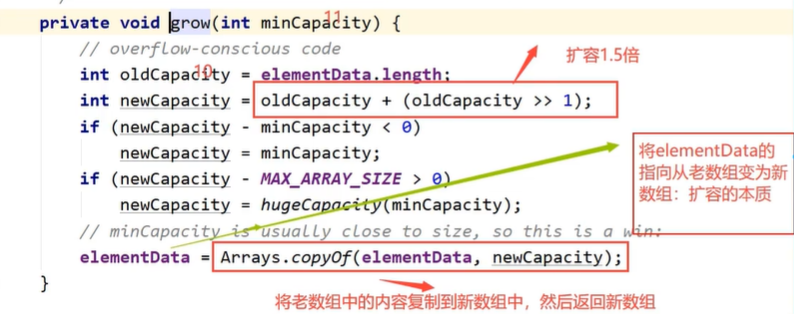 private void grow(int minCapacity) {
11
// overflow-conscious code
int oldCapacity = elementData.length;
10
扩容1.5倍
int newCapacity = oldCapacity + (oldCapacity >> 1);
if (newCapacity - minCapacity < 0)
newCapacity = minCapacity;
if (newCapacity - MAX_ARRAY_SIZE > 0)
newCapacity = hugeCapacity(minCapacity);
将elementData的
指向从老数组变为新
数组：扩容的本质
// minCapacity is usually close to size, so this is a win:
elementData = Arrays.copyOf(elementData, newCapacity);
}
将老数组中的内容复制到新数组中，然后返回新数组